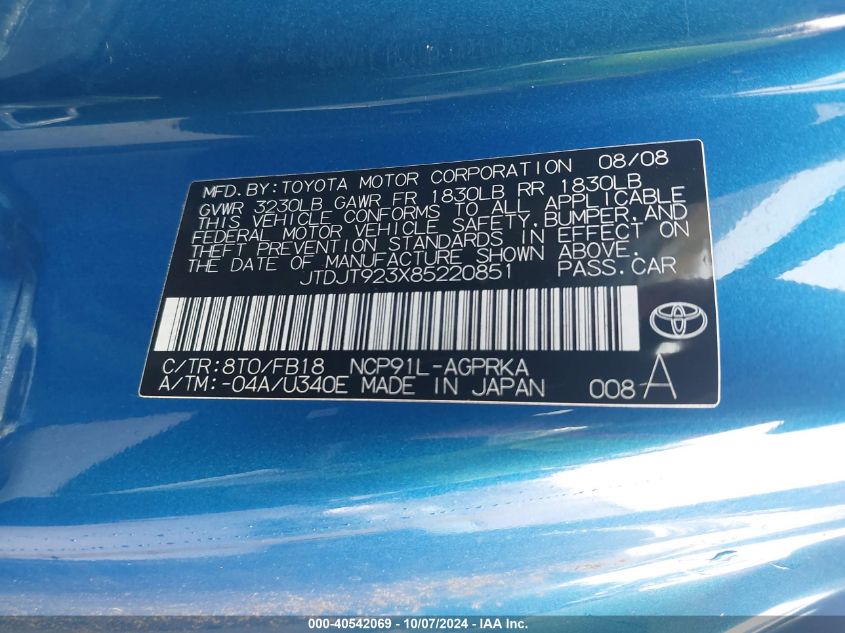 MFD. BY: TOYOTA MOTOR CORPORATION 08/08
GVWR 3230LB GAWR FR 1830LB RR 1830LB
THIS VEHICLE CONFORMS TO ALL APPLICABLE
FEDERAL MOTOR VEHICLE SAFETY, BUMPER, AND
THEFT PREVENTION STANDARDS IN EFFECT ON
THE DATE OF MANUFACTURE SHOWN ABOVE.
JTDJT923X85220851 PASS. CAR
C/TR: 8T0/FB18 NCP91L-AGPRKA
A/TM: -04A/U340E MADE IN JAPAN 008 A
000-40542069 | 10/07/2024 - IAA Inc.